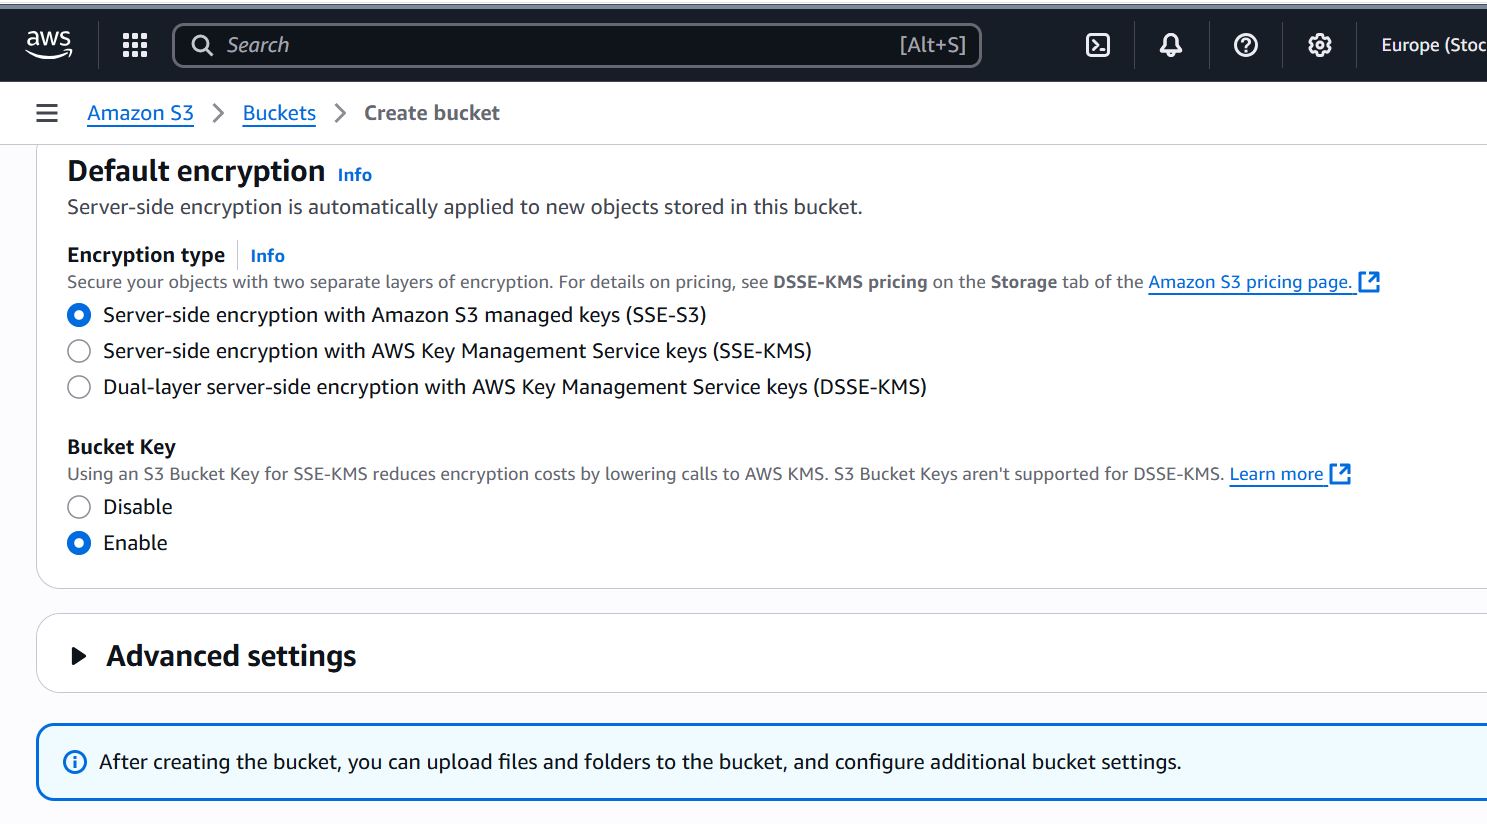 aws
Search [Alt+S] Europe (Stoc
Amazon S3 > Buckets > Create bucket
Default encryption Info
Server-side encryption is automatically applied to new objects stored in this bucket.
Encryption type Info
Secure your objects with two separate layers of encryption. For details on pricing, see DSSE-KMS pricing on the Storage tab of the Amazon S3 pricing page.
Server-side encryption with Amazon S3 managed keys (SSE-S3)
Server-side encryption with AWS Key Management Service keys (SSE-KMS)
Dual-layer server-side encryption with AWS Key Management Service keys (DSSE-KMS)
Bucket Key
Using an S3 Bucket Key for SSE-KMS reduces encryption costs by lowering calls to AWS KMS. S3 Bucket Keys aren't supported for DSSE-KMS. Learn more
Disable
Enable
Advanced settings
After creating the bucket, you can upload files and folders to the bucket, and configure additional bucket settings.